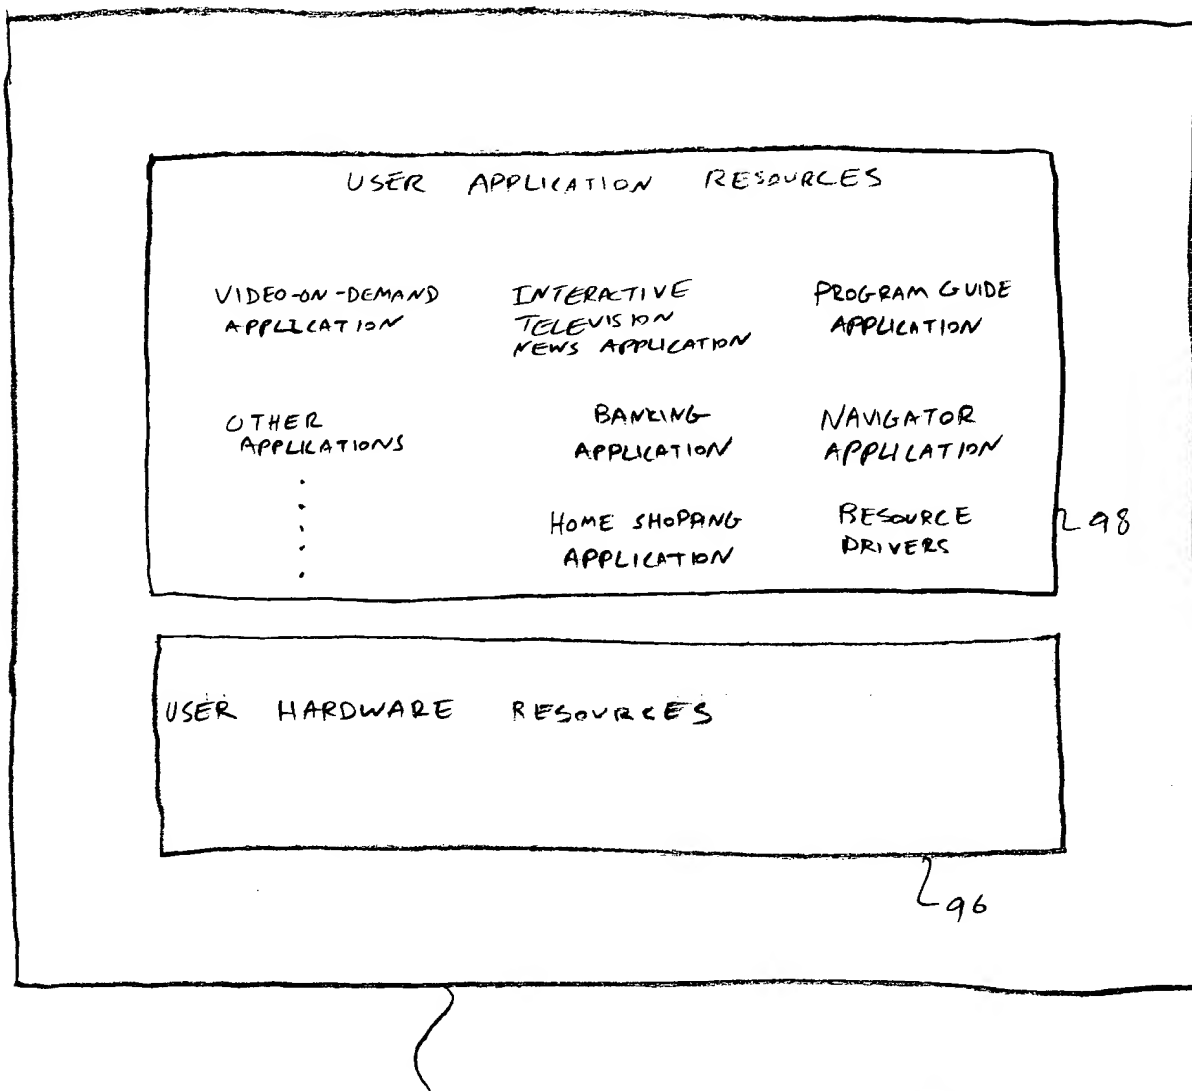 USER APPLICATION RESOURCES
VIDEO-ON-DEMAND
APPLICATION
INTERACTIVE
TELEVISION
NEWS APPLICATION
PROGRAM GUIDE
APPLICATION
OTHER
APPLICATIONS
BANKING
APPLICATION
NAVIGATOR
APPLICATION
HOME SHOPPING
APPLICATION
RESOURCE
DRIVERS
98
USER HARDWARE RESOURCES
96